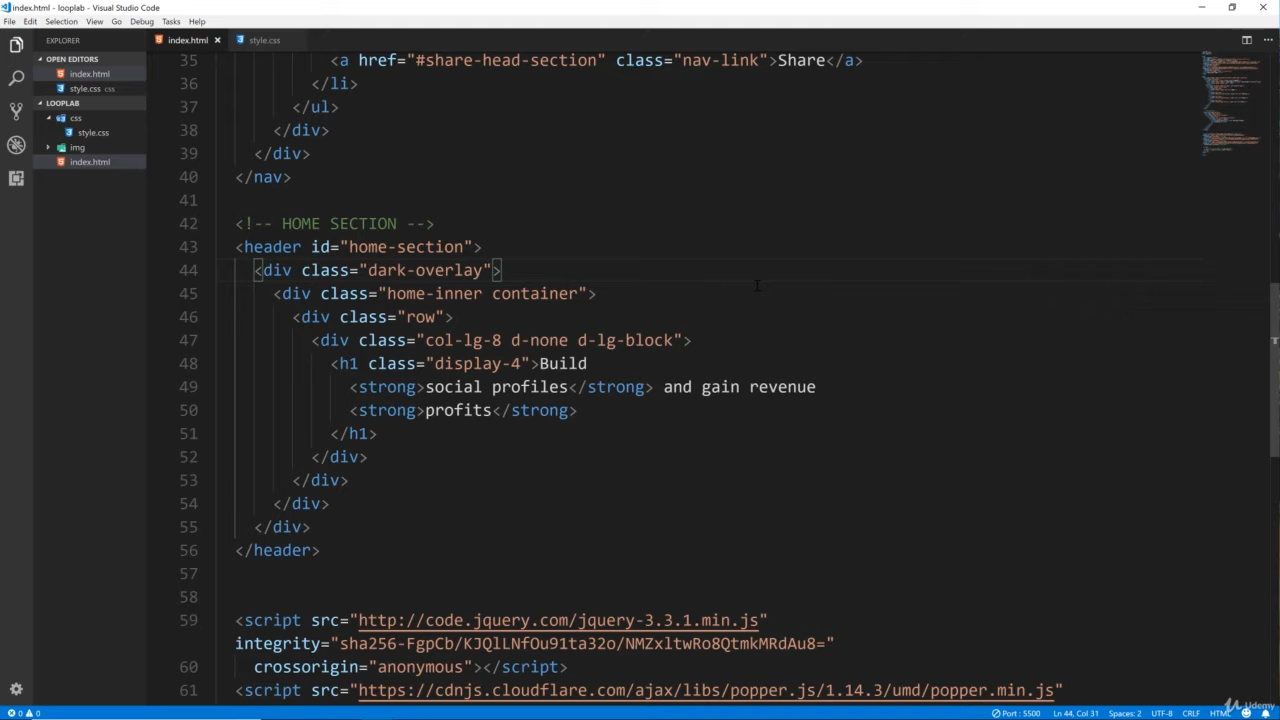 index.html - looplab - Visual Studio Code
File Edit Selection View Go Debug Tasks Help
EXPLORER
index.html
style.css
OPEN EDITORS
index.html
style.css css
LOOPLAB
css
style.css
img
index.html
35 <a href="#share-head-section" class="nav-link">Share</a>
36 </li>
37 </ul>
38 </div>
39 </div>
40 </nav>
41
42 <!-- HOME SECTION -->
43 <header id="home-section">
44 <div class="dark-overlay">
45 <div class="home-inner container">
46 <div class="row">
47 <div class="col-lg-8 d-none d-lg-block">
48 <h1 class="display-4">Build
49 <strong>social profiles</strong> and gain revenue
50 <strong>profits</strong>
51 </h1>
52 </div>
53 </div>
54 </div>
55 </div>
56 </header>
57
58
59 <script src="http://code.jquery.com/jquery-3.3.1.min.js"
integrity="sha256-FgpCb/KJQlLNfOu91ta32o/NMZxltwRo8QtmkMRdAu8="
60 crossorigin="anonymous"></script>
61 <script src="https://cdnjs.cloudflare.com/ajax/libs/popper.js/1.14.3/umd/popper.min.js"
0 0
Port : 5500 Ln 44, Col 31 Spaces: 2 UTF-8 CRLF HTML
Udemy